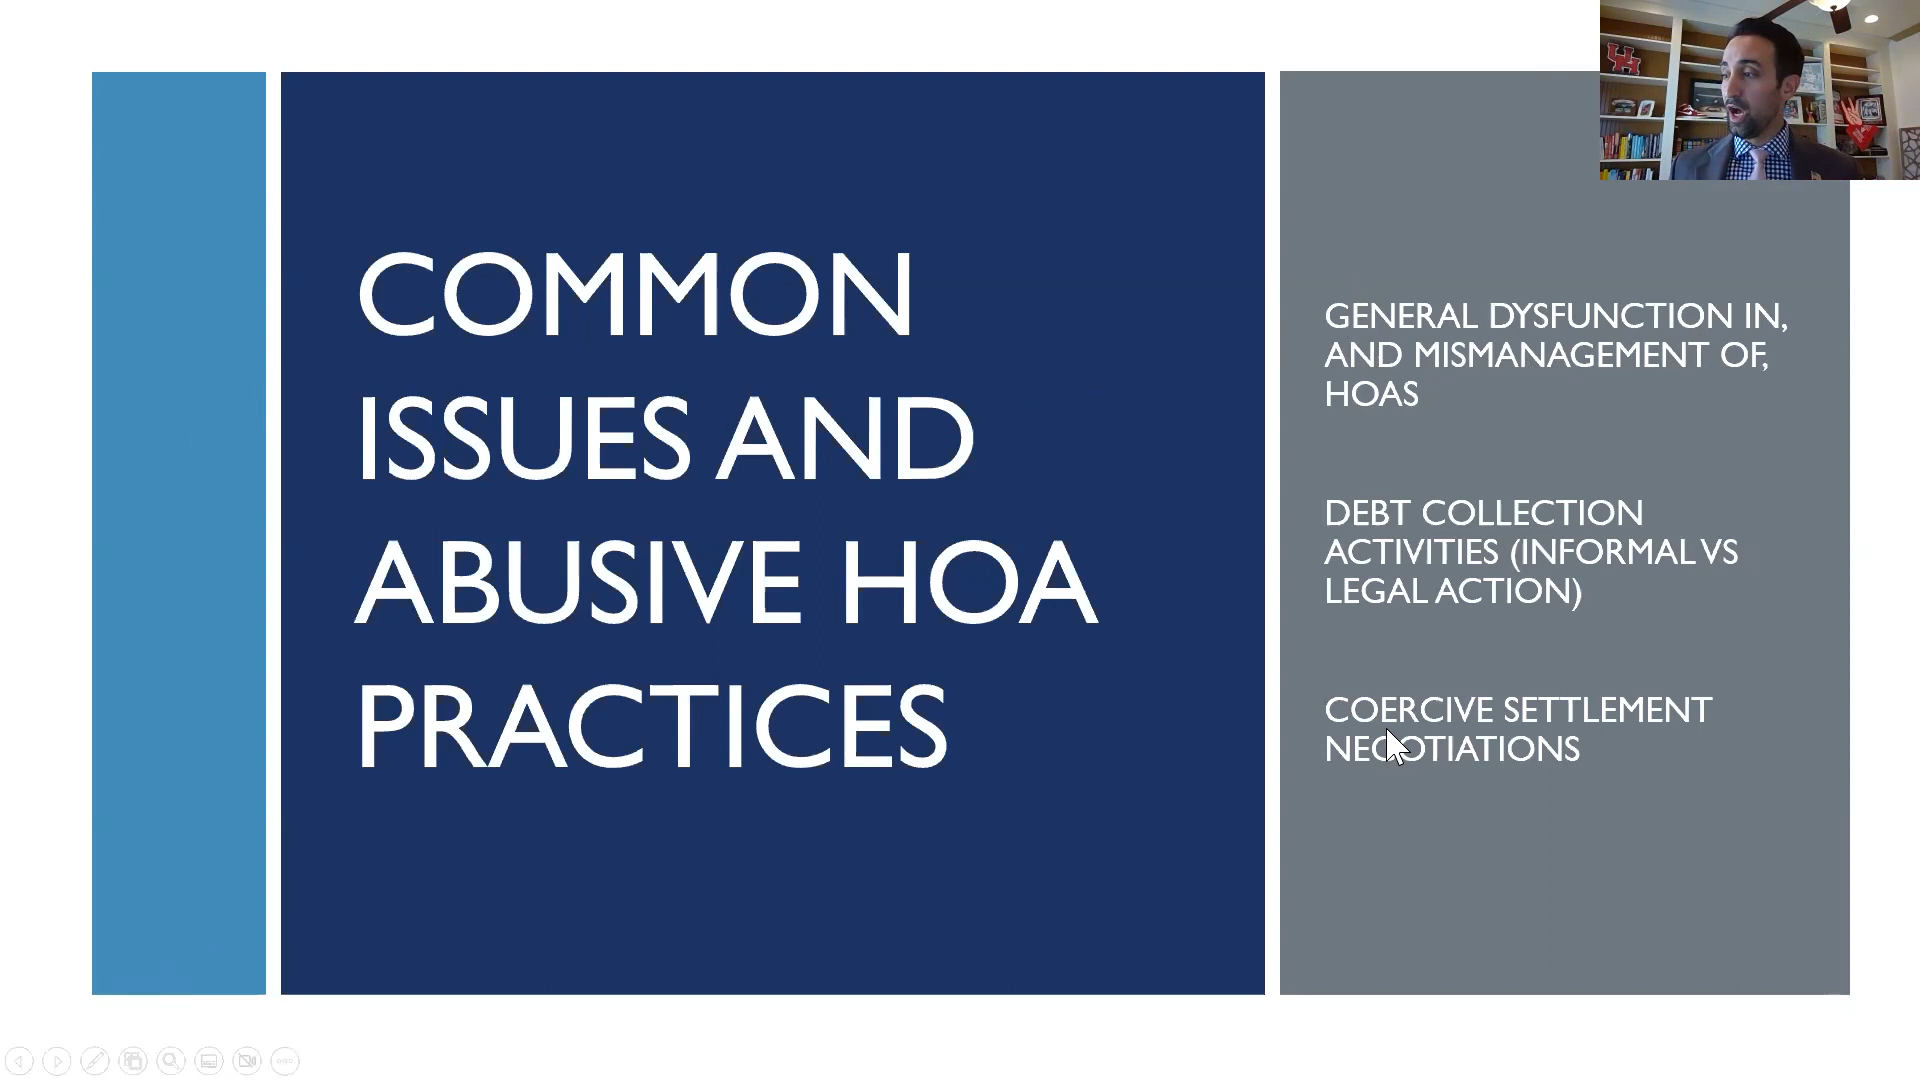 COMMON
ISSUES AND
ABUSIVE HOA
PRACTICES
GENERAL DYSFUNCTION IN,
AND MISMANAGEMENT OF,
HOAS
DEBT COLLECTION
ACTIVITIES (INFORMAL VS
LEGAL ACTION)
COERCIVE SETTLEMENT
NEGOTIATIONS